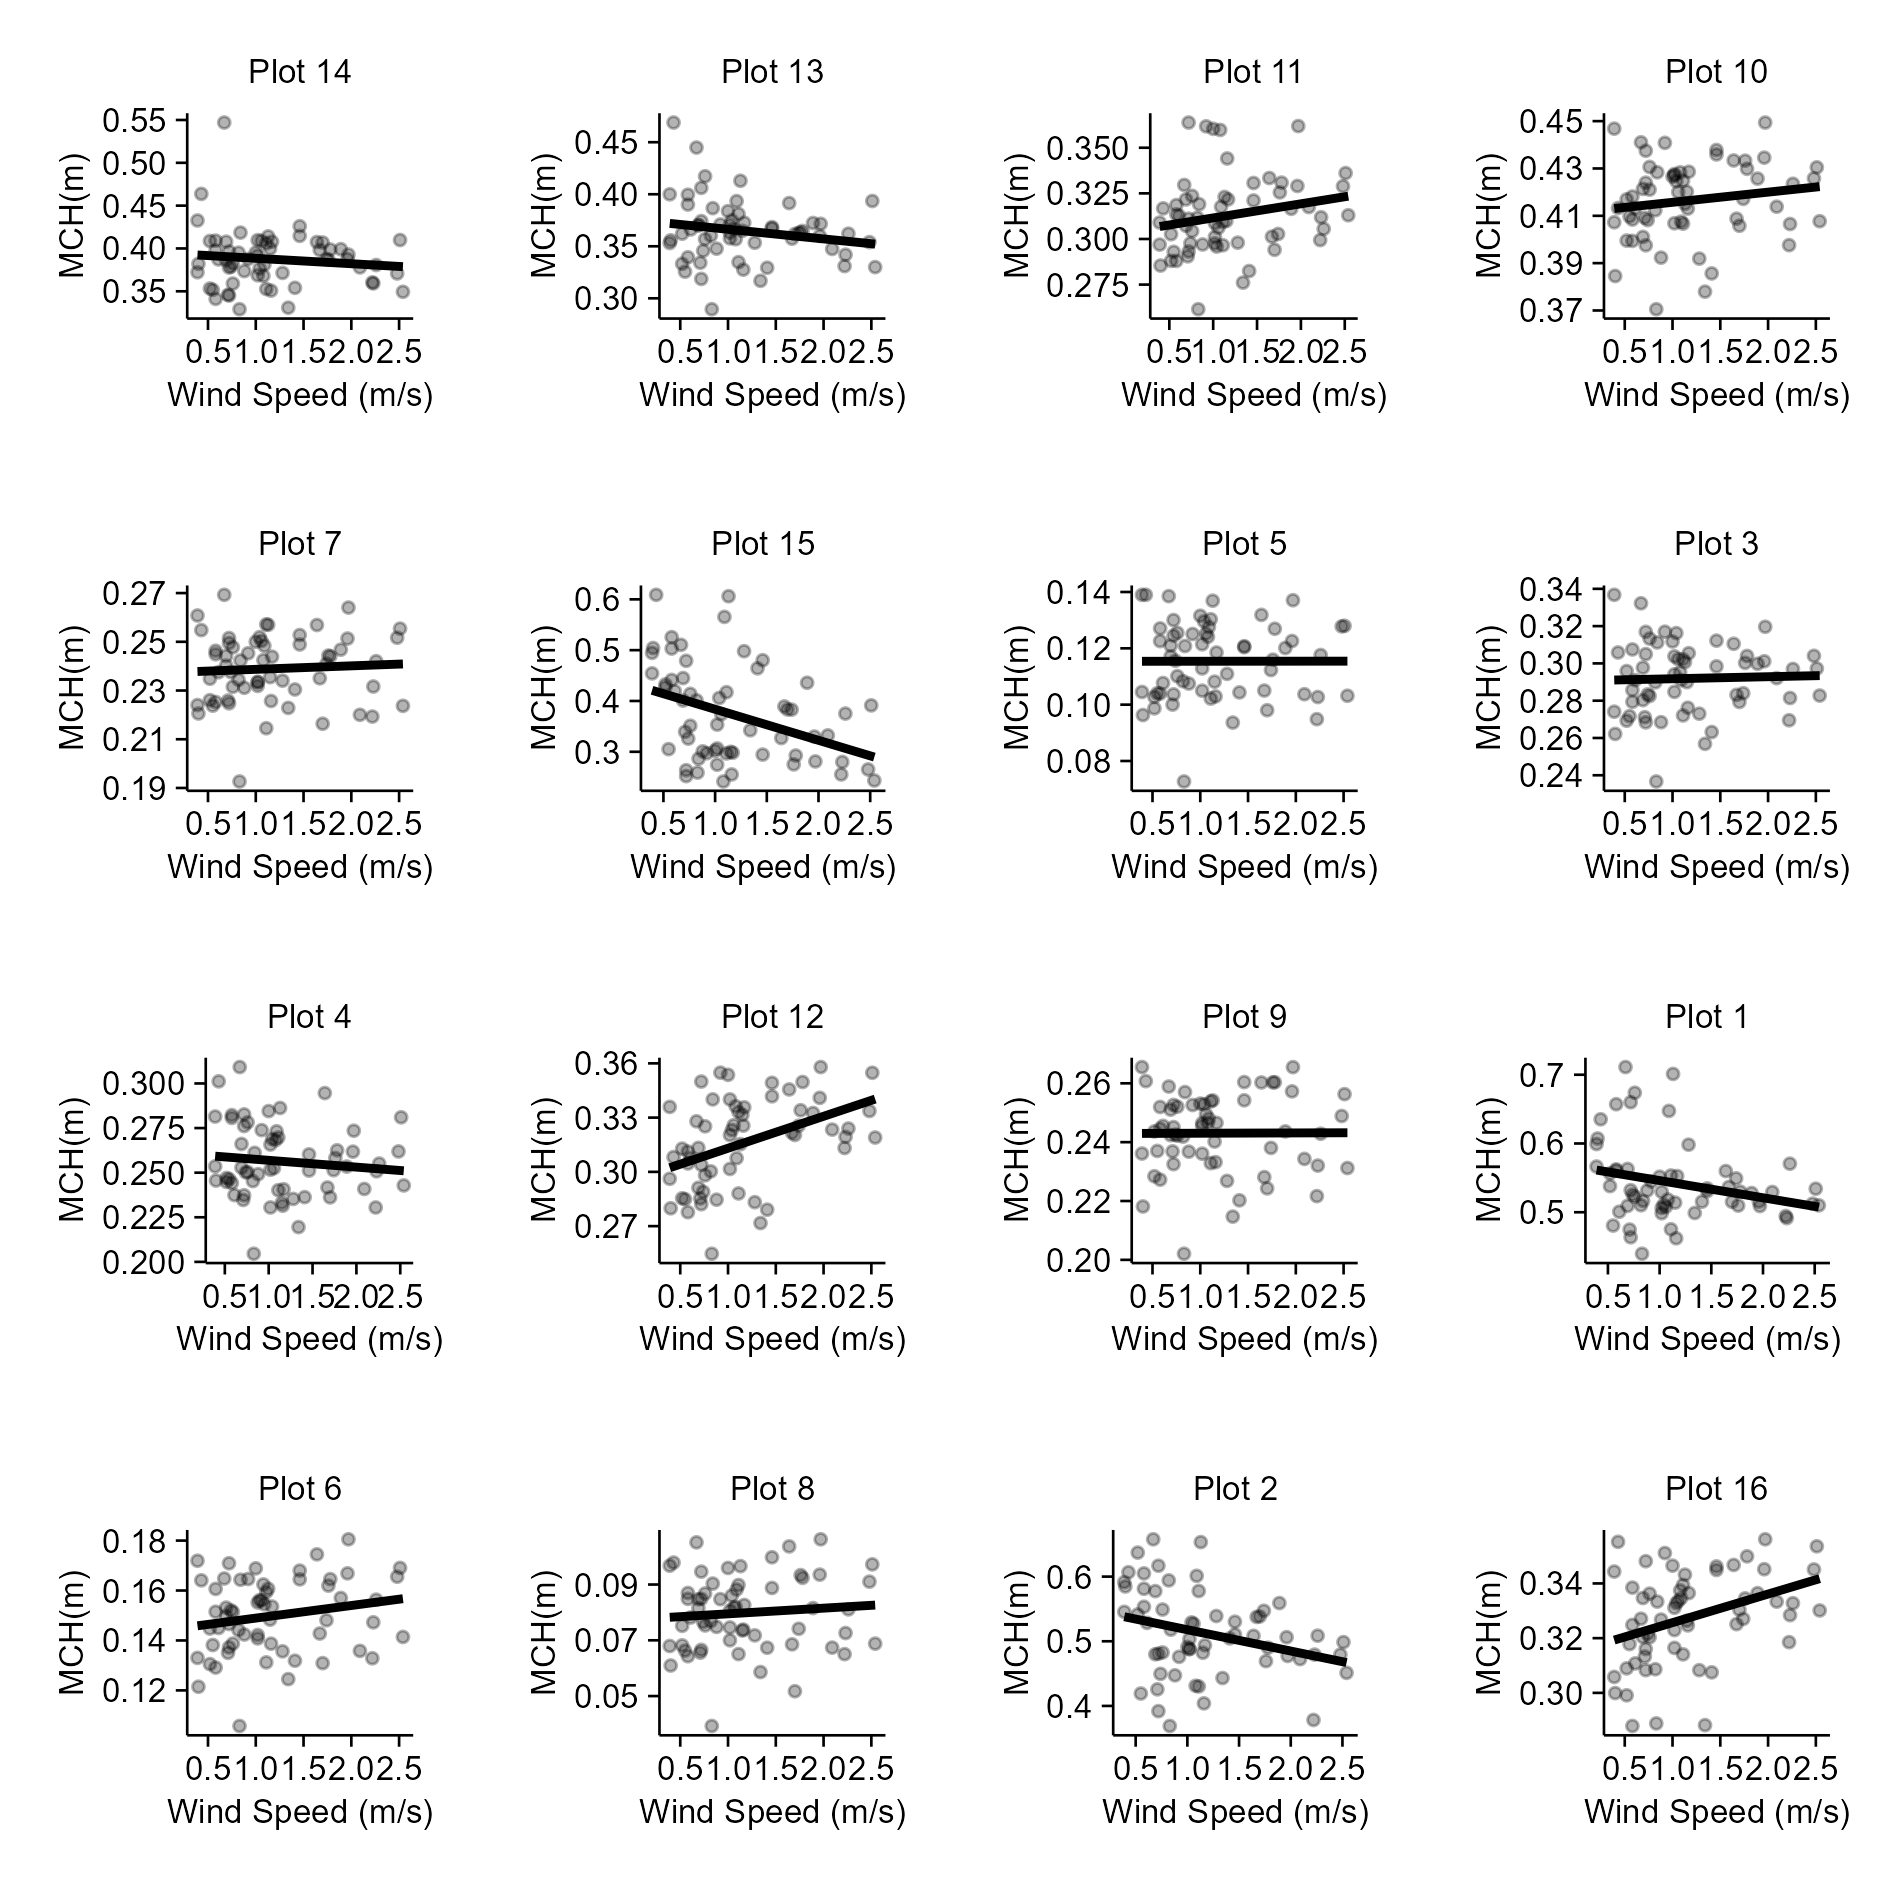 Plot 14
0.55
0.50
0.45
0.40
0.35
MCH(m)
0.5 1.0 1.5 2.0 2.5
Wind Speed (m/s)
Plot 13
0.45
0.40
0.35
0.30
MCH(m)
0.5 1.0 1.5 2.0 2.5
Wind Speed (m/s)
Plot 11
0.350
0.325
0.300
0.275
MCH(m)
0.5 1.0 1.5 2.0 2.5
Wind Speed (m/s)
Plot 10
0.45
0.43
0.41
0.39
0.37
MCH(m)
0.5 1.0 1.5 2.0 2.5
Wind Speed (m/s)
Plot 7
0.27
0.25
0.23
0.21
0.19
MCH(m)
0.5 1.0 1.5 2.0 2.5
Wind Speed (m/s)
Plot 15
0.6
0.5
0.4
0.3
MCH(m)
0.5 1.0 1.5 2.0 2.5
Wind Speed (m/s)
Plot 5
0.14
0.12
0.10
0.08
MCH(m)
0.5 1.0 1.5 2.0 2.5
Wind Speed (m/s)
Plot 3
0.34
0.32
0.30
0.28
0.26
0.24
MCH(m)
0.5 1.0 1.5 2.0 2.5
Wind Speed (m/s)
Plot 4
0.300
0.275
0.250
0.225
0.200
MCH(m)
0.5 1.0 1.5 2.0 2.5
Wind Speed (m/s)
Plot 12
0.36
0.33
0.30
0.27
MCH(m)
0.5 1.0 1.5 2.0 2.5
Wind Speed (m/s)
Plot 9
0.26
0.24
0.22
0.20
MCH(m)
0.5 1.0 1.5 2.0 2.5
Wind Speed (m/s)
Plot 1
0.7
0.6
0.5
MCH(m)
0.5 1.0 1.5 2.0 2.5
Wind Speed (m/s)
Plot 6
0.18
0.16
0.14
0.12
MCH(m)
0.5 1.0 1.5 2.0 2.5
Wind Speed (m/s)
Plot 8
0.09
0.07
0.05
MCH(m)
0.5 1.0 1.5 2.0 2.5
Wind Speed (m/s)
Plot 2
0.6
0.5
0.4
MCH(m)
0.5 1.0 1.5 2.0 2.5
Wind Speed (m/s)
Plot 16
0.34
0.32
0.30
MCH(m)
0.5 1.0 1.5 2.0 2.5
Wind Speed (m/s)